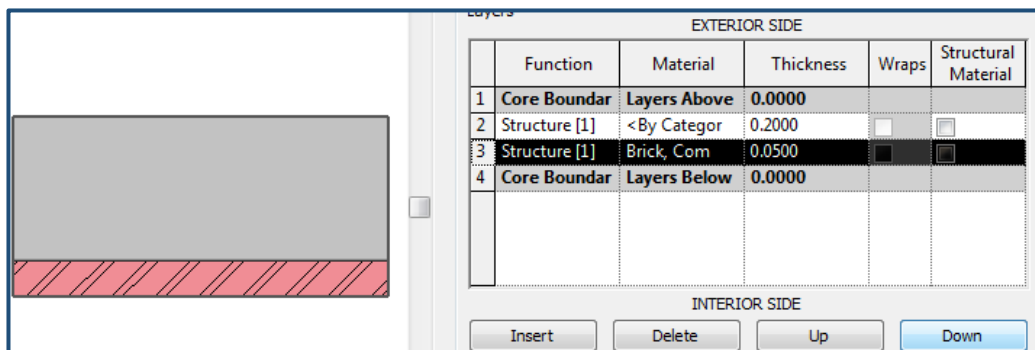 Layers
EXTERIOR SIDE
Function Material Thickness Wraps Structural Material
1 Core Boundar Layers Above 0.0000
2 Structure [1] <By Categor 0.2000
3 Structure [1] Brick, Com 0.0500
4 Core Boundar Layers Below 0.0000
INTERIOR SIDE
Insert Delete Up Down